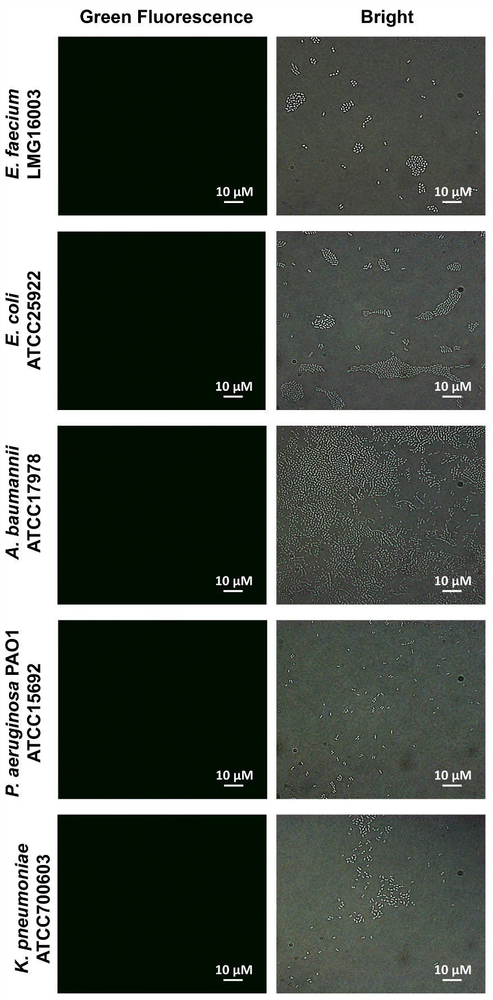 Green Fluorescence
Bright
E. faecium
LMG16003
10 µM
10 µM
E. coli
ATCC25922
10 µM
10 µM
A. baumannii
ATCC17978
10 µM
10 µM
P. aeruginosa PAO1
ATCC15692
10 µM
10 µM
K. pneumoniae
ATCC700603
10 µM
10 µM